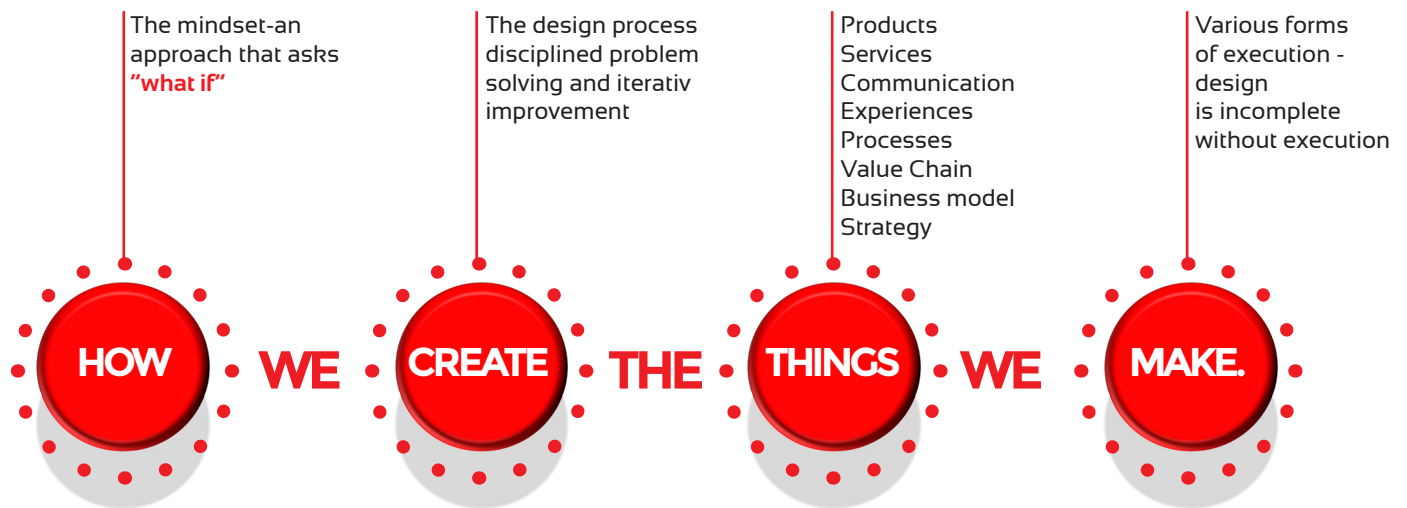 The mindset-an
approach that asks
"what if"
The design process
disciplined problem
solving and iterativ
improvement
Products
Services
Communication
Experiences
Processes
Value Chain
Business model
Strategy
Various forms
of execution -
design
is incomplete
without execution
HOW WE CREATE THE THINGS WE MAKE.